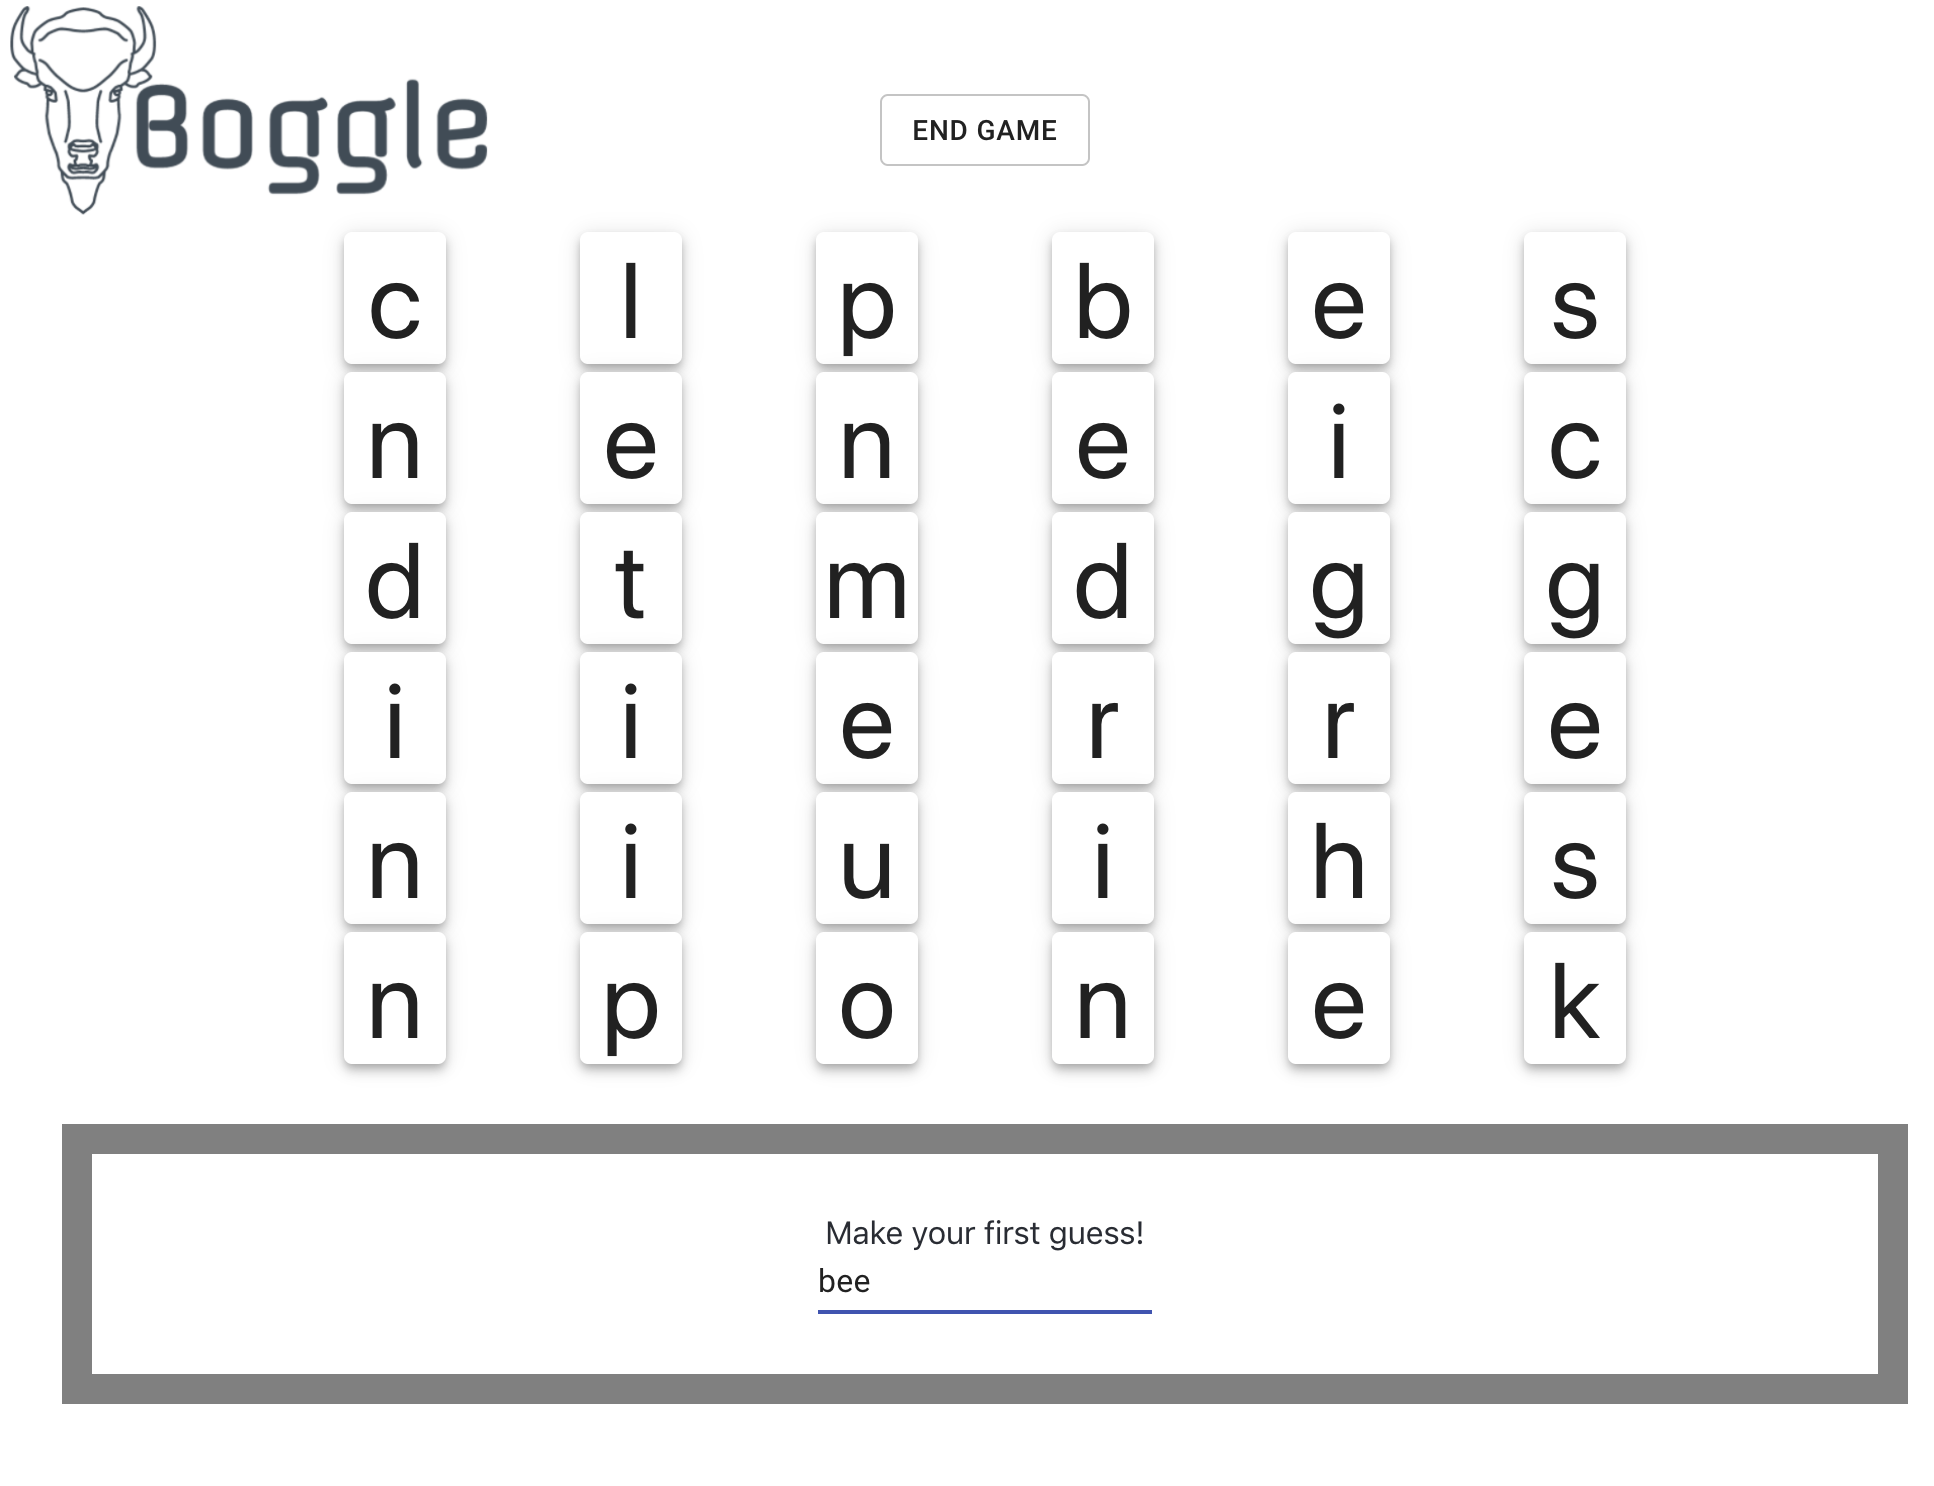 Boggle
END GAME
c l p b e s
n e n e i c
d t m d g g
i i e r r e
n i u i h s
n p o n e k
Make your first guess!
bee